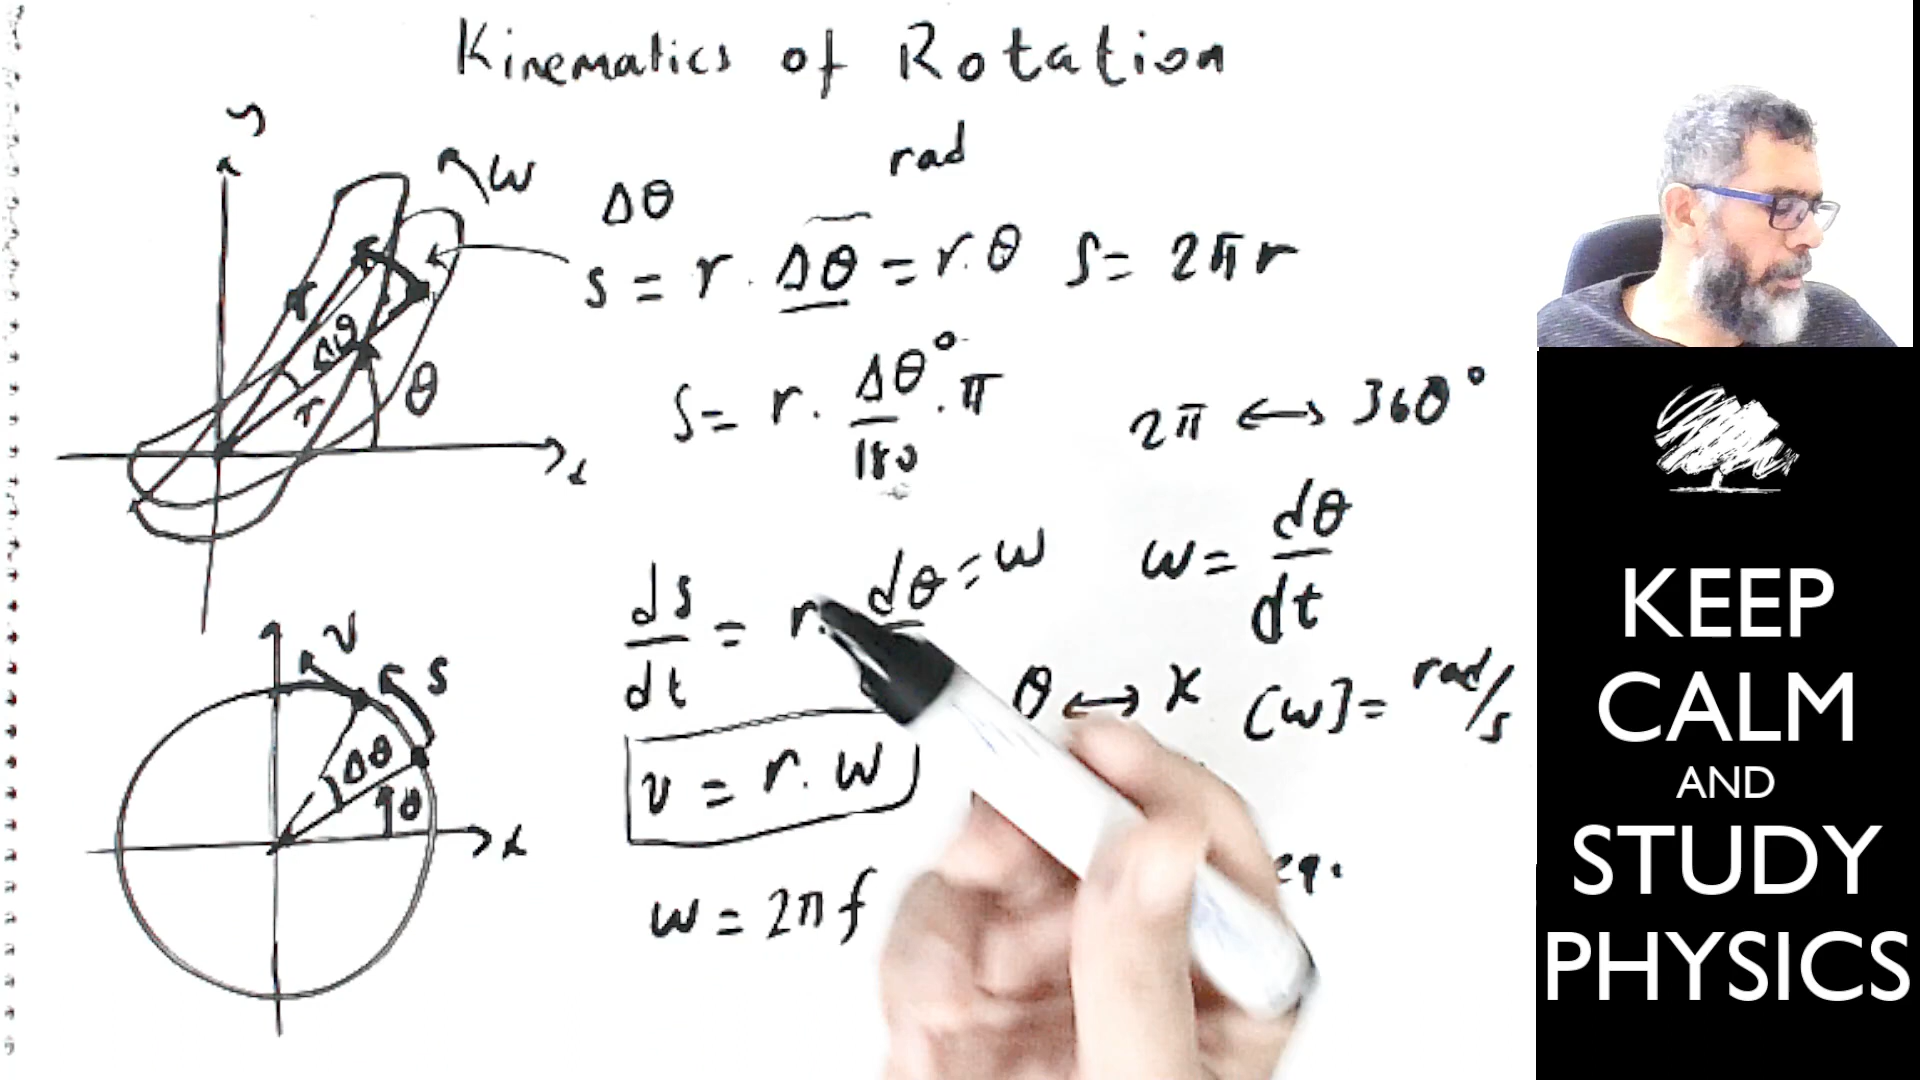 Kinematics of Rotation
y
w
Δθ
rad
s = r . Δθ = r.θ  s = 2πr
Δθ
r
θ
x
s = r . Δθ° / 180 . π
2π ↔ 360°
ds/dt = r. dθ = w
w = dθ/dt
θ ↔ x
[w] = rad/s
v = r . w
w = 2πf
eq.
v
s
Δθ
θ
x
KEEP
CALM
AND
STUDY
PHYSICS